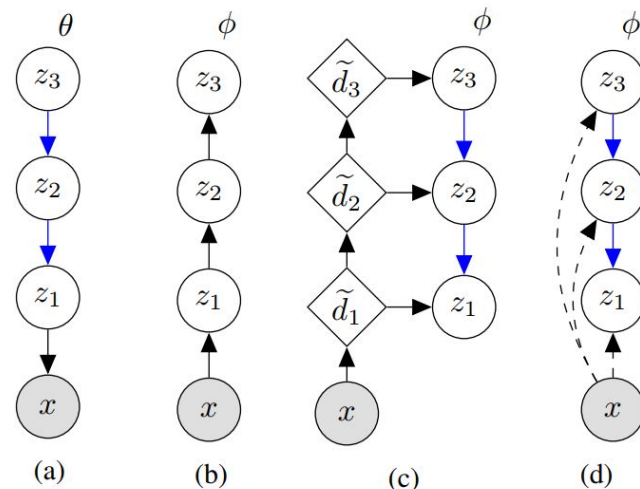 θ
z₃
z₂
z₁
x
(a)
ϕ
z₃
z₂
z₁
x
(b)
ϕ
d̃₃
z₃
d̃₂
z₂
d̃₁
z₁
x
(c)
ϕ
z₃
z₂
z₁
x
(d)